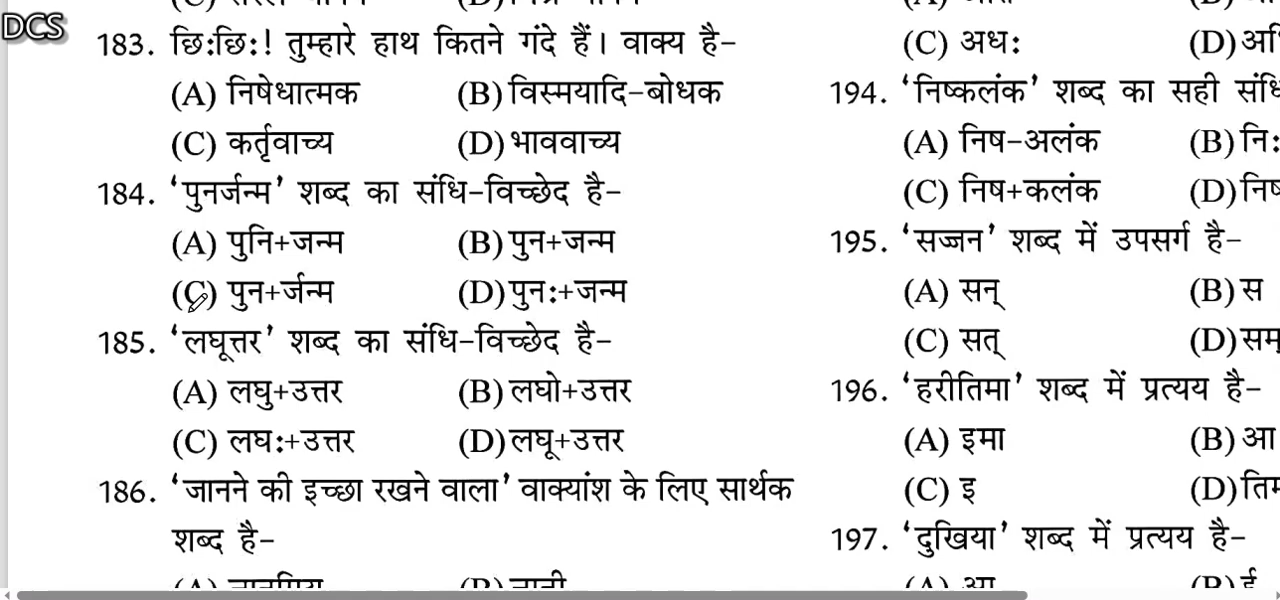 DCS
183. छिःछिः! तुम्हारे हाथ कितने गंदे हैं। वाक्य है–
(A) निषेधात्मक (B) विस्मयादि–बोधक
(C) कर्तृवाच्य (D) भाववाच्य
184. ‘पुनर्जन्म’ शब्द का संधि–विच्छेद है–
(A) पुनि+जन्म (B) पुन+जन्म
(C) पुन+र्जन्म (D) पुनः+जन्म
185. ‘लघूत्तर’ शब्द का संधि–विच्छेद है–
(A) लघु+उत्तर (B) लघो+उत्तर
(C) लघः+उत्तर (D) लघू+उत्तर
186. ‘जानने की इच्छा रखने वाला’ वाक्यांश के लिए सार्थक
शब्द है–
(C) अधः (D)
194. ‘निष्कलंक’ शब्द का सही
(A) निष–अलंक (B) निः
(C) निष+कलंक (D)
195. ‘सज्जन’ शब्द में उपसर्ग है–
(A) सन् (B) स
(C) सत् (D)
196. ‘हरीतिमा’ शब्द में प्रत्यय है–
(A) इमा (B) आ
(C) इ (D)
197. ‘दुखिया’ शब्द में प्रत्यय है–